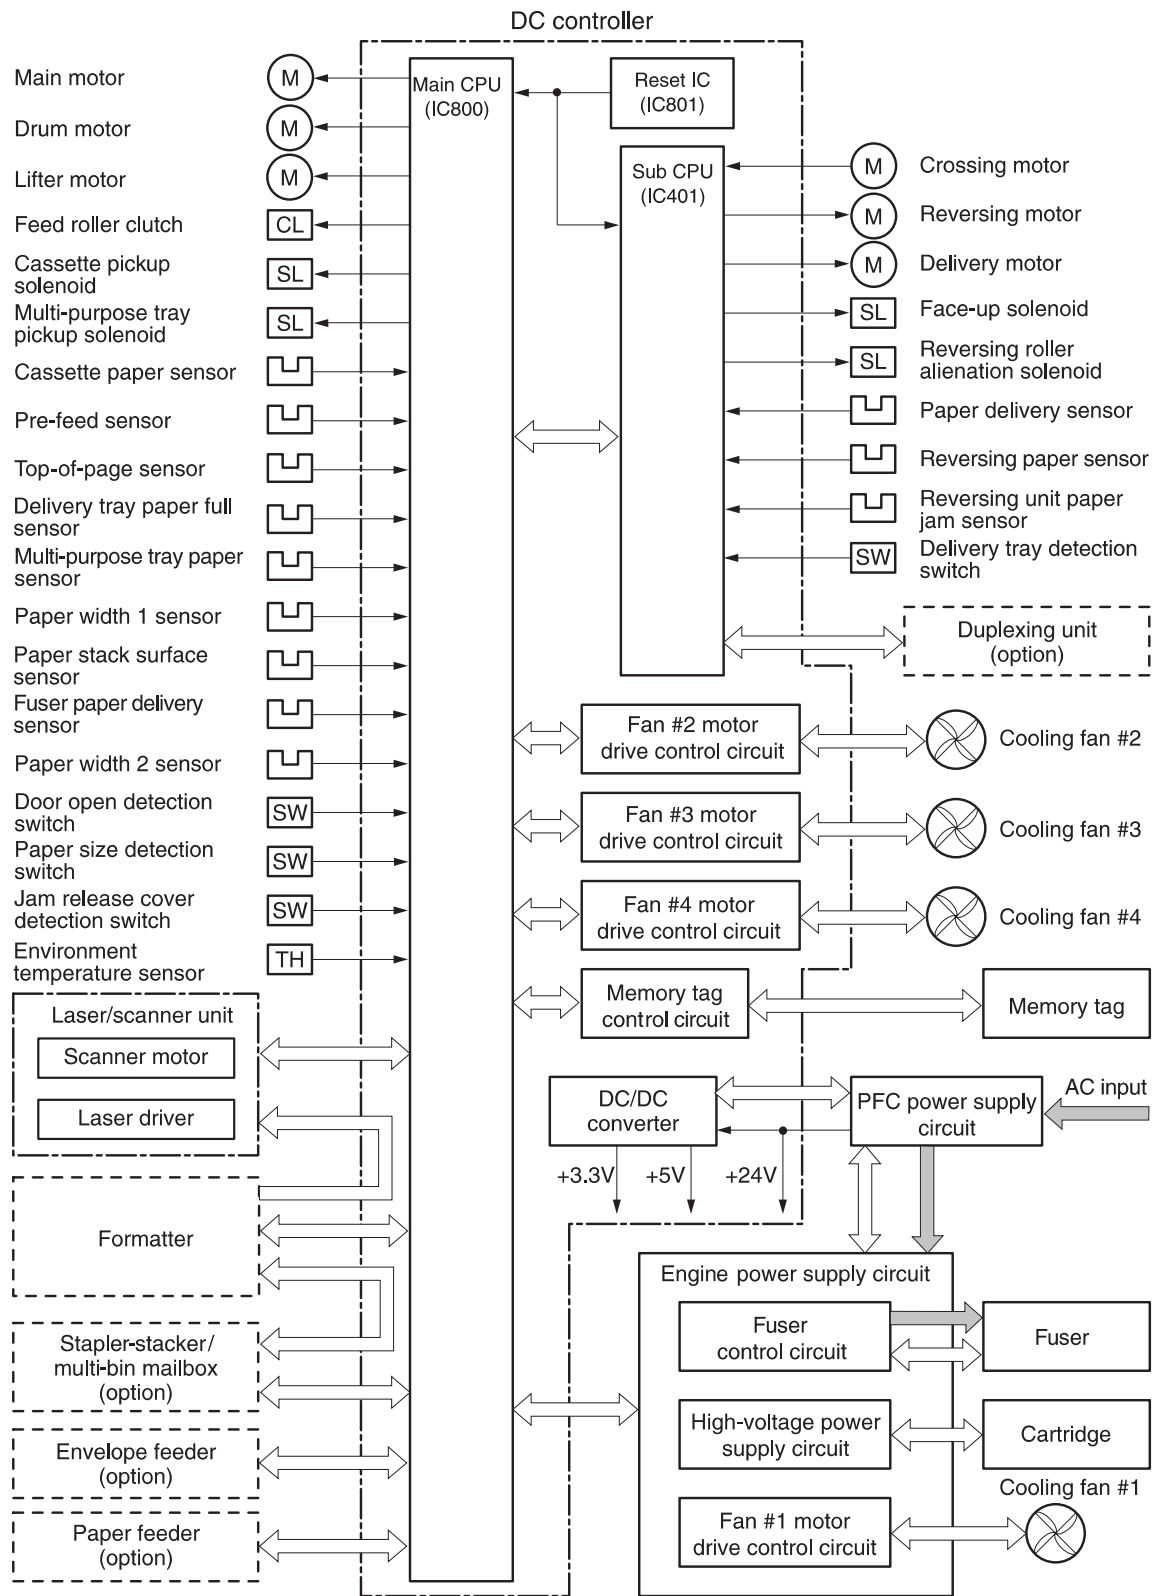 DC controller
Main motor
M
Drum motor
M
Lifter motor
M
Feed roller clutch
CL
Cassette pickup
solenoid
SL
Multi-purpose tray
pickup solenoid
SL
Cassette paper sensor
Pre-feed sensor
Top-of-page sensor
Delivery tray paper full
sensor
Multi-purpose tray paper
sensor
Paper width 1 sensor
Paper stack surface
sensor
Fuser paper delivery
sensor
Paper width 2 sensor
Door open detection
switch
SW
Paper size detection
switch
SW
Jam release cover
detection switch
SW
Environment
temperature sensor
TH
Laser/scanner unit
Scanner motor
Laser driver
Formatter
Stapler-stacker/
multi-bin mailbox
(option)
Envelope feeder
(option)
Paper feeder
(option)
Main CPU
(IC800)
Reset IC
(IC801)
Sub CPU
(IC401)
M
Crossing motor
M
Reversing motor
M
Delivery motor
SL
Face-up solenoid
SL
Reversing roller
alienation solenoid
Paper delivery sensor
Reversing paper sensor
Reversing unit paper
jam sensor
SW
Delivery tray detection
switch
Duplexing unit
(option)
Fan #2 motor
drive control circuit
Cooling fan #2
Fan #3 motor
drive control circuit
Cooling fan #3
Fan #4 motor
drive control circuit
Cooling fan #4
Memory tag
control circuit
Memory tag
DC/DC
converter
PFC power supply
circuit
AC input
+3.3V
+5V
+24V
Engine power supply circuit
Fuser
control circuit
Fuser
High-voltage power
supply circuit
Cartridge
Cooling fan #1
Fan #1 motor
drive control circuit